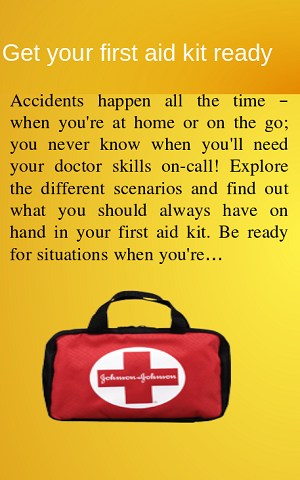 Get your first aid kit ready
Accidents happen all the time –
when you're at home or on the go;
you never know when you'll need
your doctor skills on-call! Explore
the different scenarios and find out
what you should always have on
hand in your first aid kit. Be ready
for situations when you're…
Johnson & Johnson